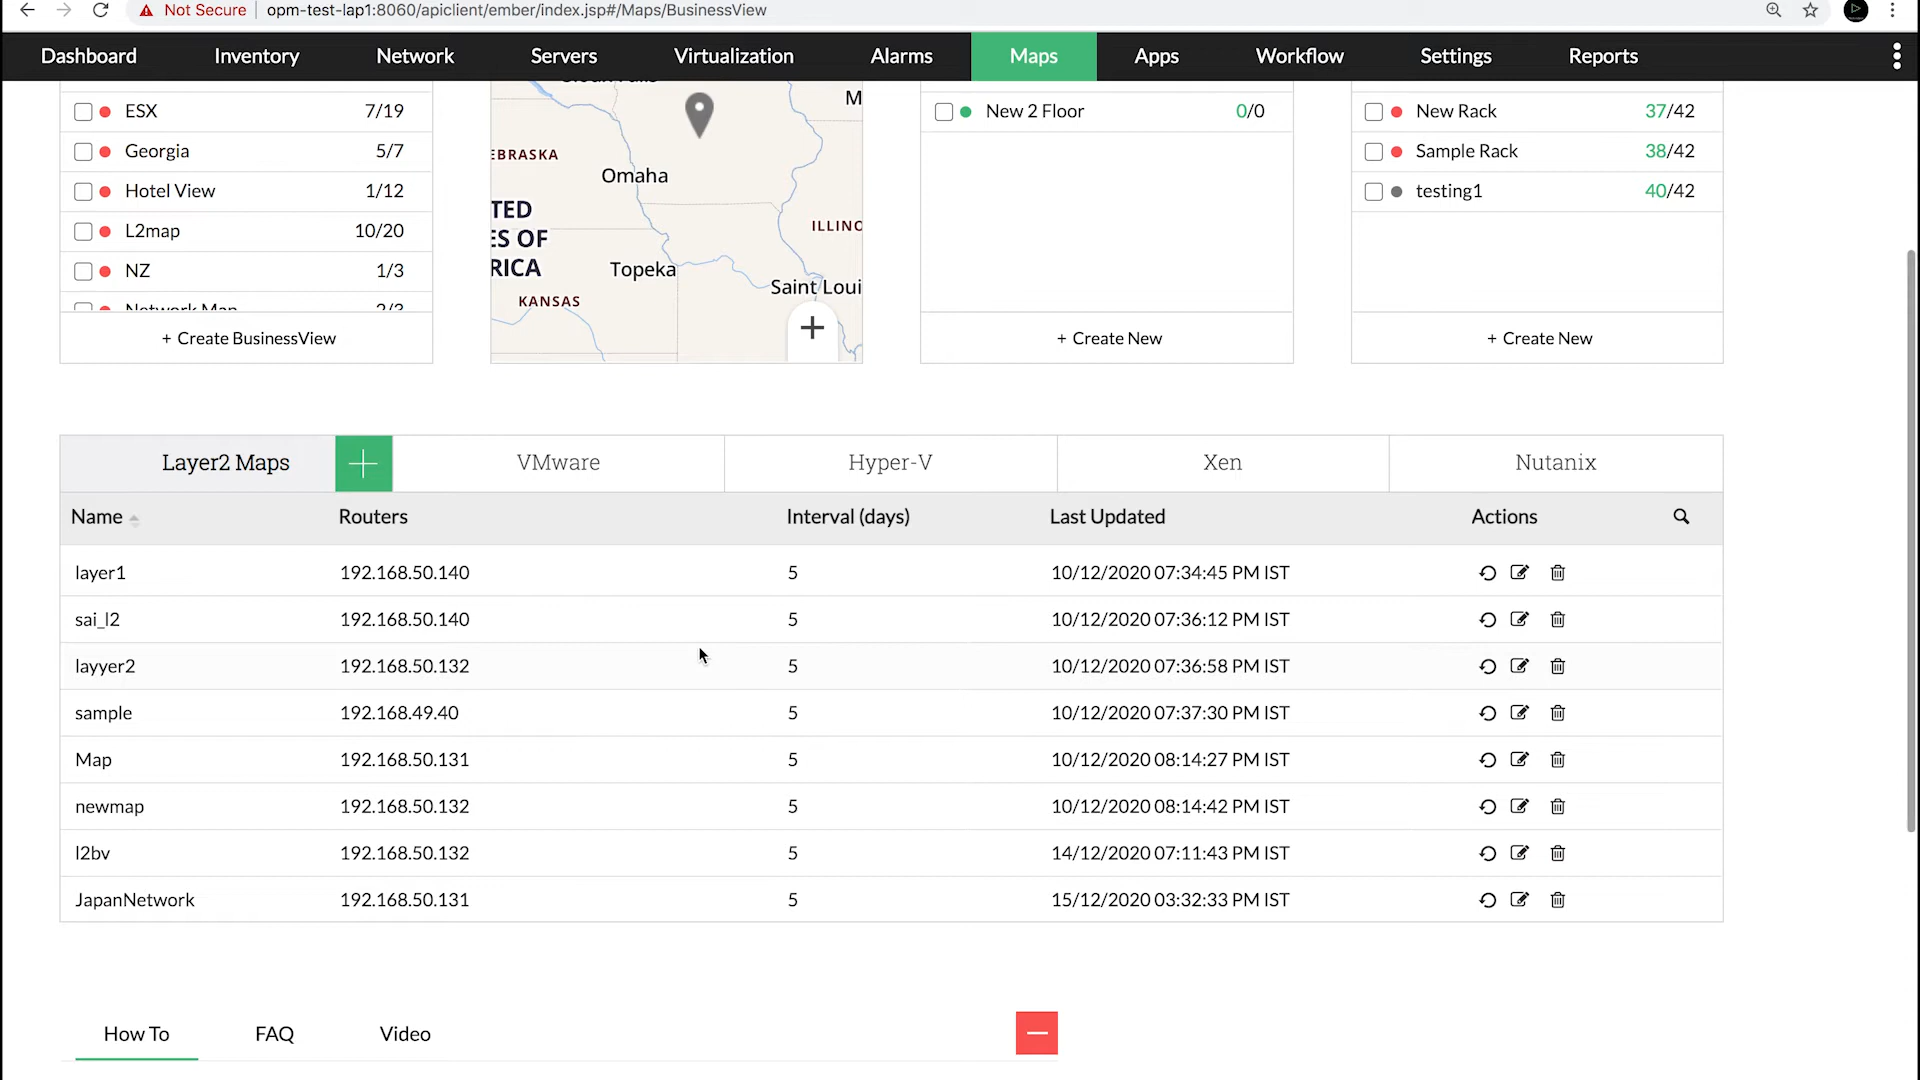 Not Secure opm-test-lap1:8060/apiclient/ember/index.jsp#/Maps/BusinessView
Dashboard Inventory Network Servers Virtualization Alarms Maps Apps Workflow Settings Reports
ESX 7/19
Georgia 5/7
Hotel View 1/12
L2map 10/20
NZ 1/3
Network Map 2/3
+ Create BusinessView
M
EBRASKA
Omaha
TED
ES OF
RICA
ILLINO
Topeka
Saint Loui
KANSAS
+
New 2 Floor 0/0
+ Create New
New Rack 37/42
Sample Rack 38/42
testing1 40/42
+ Create New
Layer2 Maps + VMware Hyper-V Xen Nutanix
Name Routers Interval (days) Last Updated Actions
layer1 192.168.50.140 5 10/12/2020 07:34:45 PM IST
sai_l2 192.168.50.140 5 10/12/2020 07:36:12 PM IST
layyer2 192.168.50.132 5 10/12/2020 07:36:58 PM IST
sample 192.168.49.40 5 10/12/2020 07:37:30 PM IST
Map 192.168.50.131 5 10/12/2020 08:14:27 PM IST
newmap 192.168.50.132 5 10/12/2020 08:14:42 PM IST
l2bv 192.168.50.132 5 14/12/2020 07:11:43 PM IST
JapanNetwork 192.168.50.131 5 15/12/2020 03:32:33 PM IST
How To FAQ Video